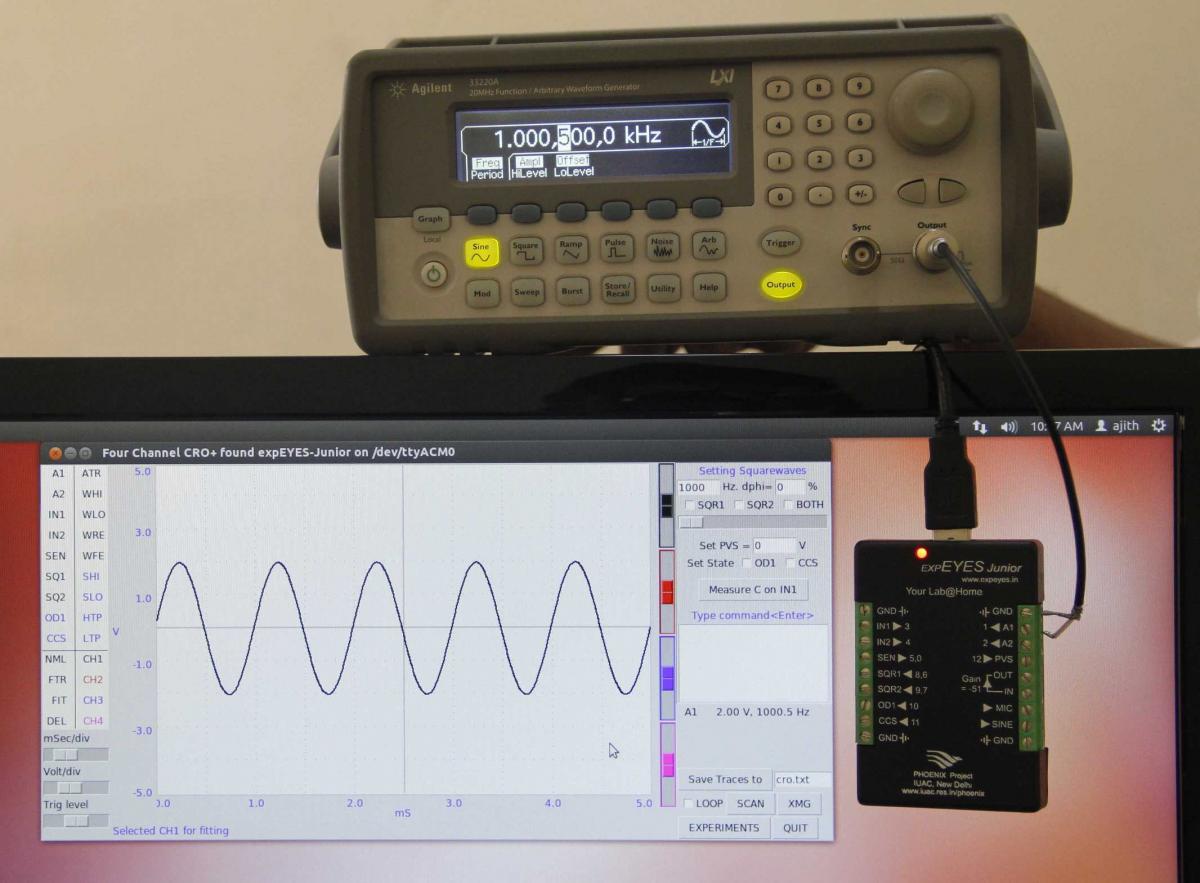 Agilent
33220A
20MHz Function / Arbitrary Waveform Generator
LXI
1.000,500,0 kHz
←1/F→
Freq Ampl Offset
Period HiLevel LoLevel
7 8 9
4 5 6
1 2 3
0 . +/-
Graph
Local
Sine Square Ramp Pulse Noise Arb
Mod Sweep Burst Store/Recall Utility Help
Trigger
Output
Sync
Output
50Ω
ajith
Four Channel CRO+ found expEYES-Junior on /dev/ttyACM0
A1 ATR
A2 WHI
IN1 WLO
IN2 WRE
SEN WFE
SQ1 SHI
SQ2 SLO
OD1 HTP
CCS LTP
NML CH1
FTR CH2
FIT CH3
DEL CH4
mSec/div
Volt/div
Trig level
5.0
3.0
1.0
V
-1.0
-3.0
-5.0
1.0 2.0 3.0 4.0 5.0
mS
Selected CH1 for fitting
Setting Squarewaves
1000 Hz. dphi= 0 %
SQR1 SQR2 BOTH
Set PVS = 0 V
Set State OD1 CCS
Measure C on IN1
Type command<Enter>
A1 2.00 V, 1000.5 Hz
Save Traces to cro.txt
LOOP SCAN XMG
EXPERIMENTS QUIT
EXPEYES Junior
www.expeyes.in
Your Lab@Home
GND
IN1 ▶ 3
IN2 ▶ 4
SEN ▶ 5,0
SQR1 ◀ 8,6
SQR2 ◀ 9,7
OD1 ◀ 10
CCS ◀ 11
GND
GND
1 ◀ A1
2 ◀ A2
12 ▶ PVS
Gain = -51
OUT
IN
▶ MIC
▶ SINE
GND
PHOENIX Project
IUAC, New Delhi
www.iuac.res.in/phoenix